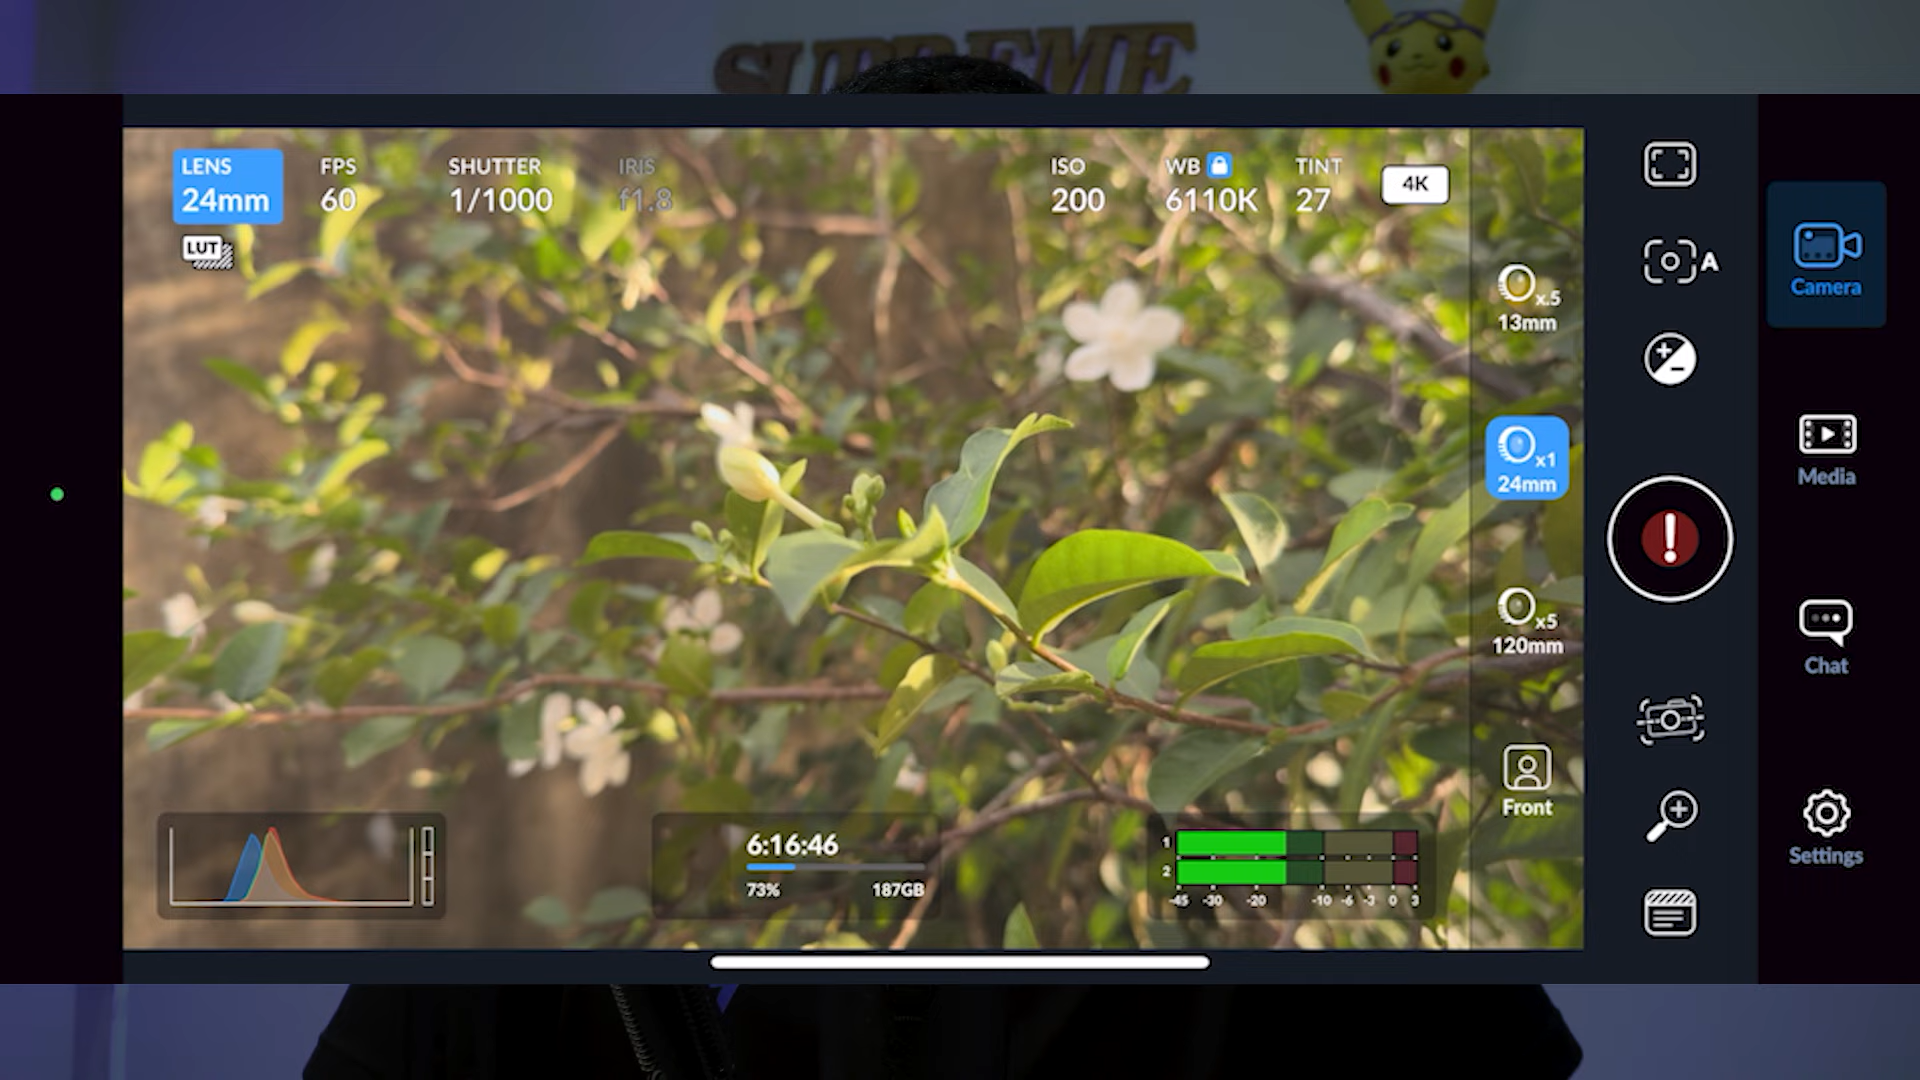 SUPREME
LENS
24mm
FPS
60
SHUTTER
1/1000
IRIS
f1.8
ISO
200
WB
6110K
TINT
27
4K
LUT
A
x.5
13mm
x1
24mm
x5
120mm
Front
Camera
Media
Chat
Settings
!
6:16:46
73% 187GB
1
2
-45 -30 -20 -10 -6 -3 0 3